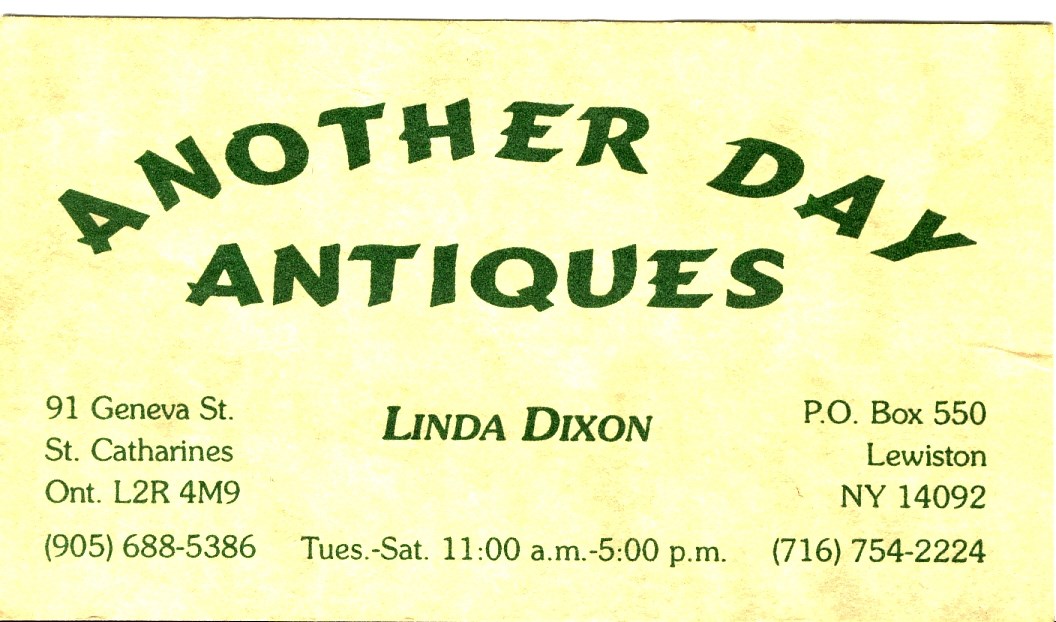 ANOTHER DAY
ANTIQUES
LINDA DIXON
91 Geneva St.
St. Catharines
Ont. L2R 4M9
(905) 688-5386
Tues.-Sat. 11:00 a.m.-5:00 p.m.
P.O. Box 550
Lewiston
NY 14092
(716) 754-2224